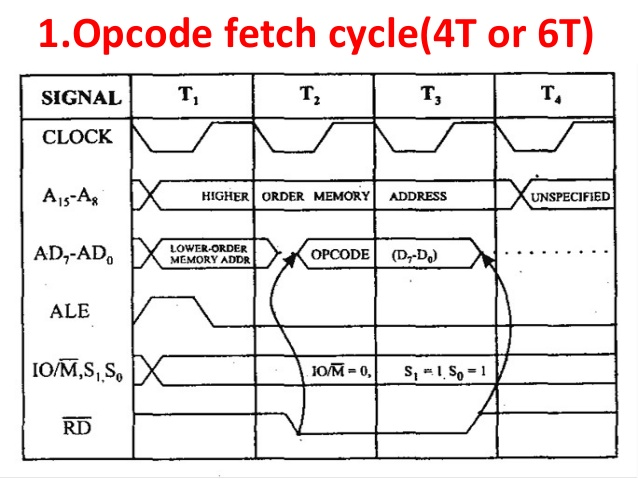 1.Opcode fetch cycle(4T or 6T)
SIGNAL T₁ T₂ T₃ T₄
CLOCK
A₁₅-A₈ HIGHER ORDER MEMORY ADDRESS UNSPECIFIED
AD₇-AD₀ LOWER-ORDER
MEMORY ADDR OPCODE (D₇-D₀)
ALE
IO/M̅,S₁,S₀ IO/M̅ = 0, S₁ = 1, S₀ = 1
R̅D̅